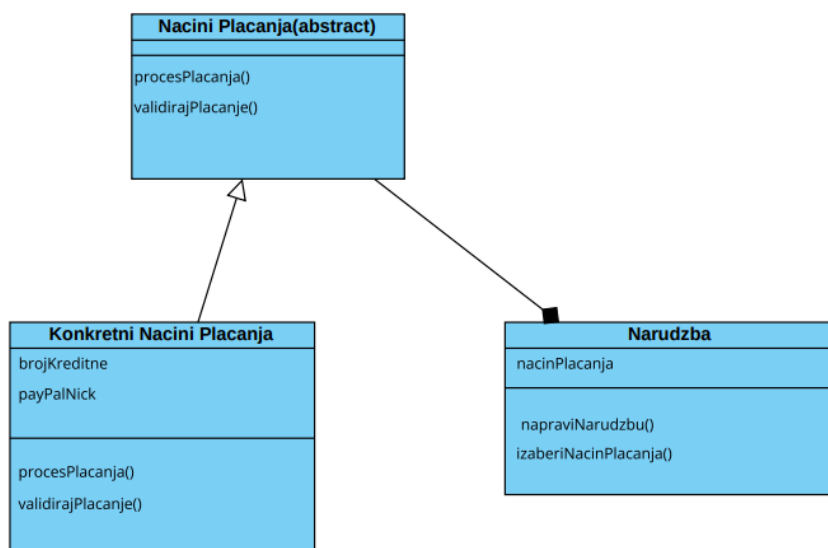 Nacini Placanja(abstract)
procesPlacanja()
validirajPlacanje()
Konkretni Nacini Placanja
brojKreditne
payPalNick
procesPlacanja()
validirajPlacanje()
Narudzba
nacinPlacanja
napraviNarudzbu()
izaberiNacinPlacanja()